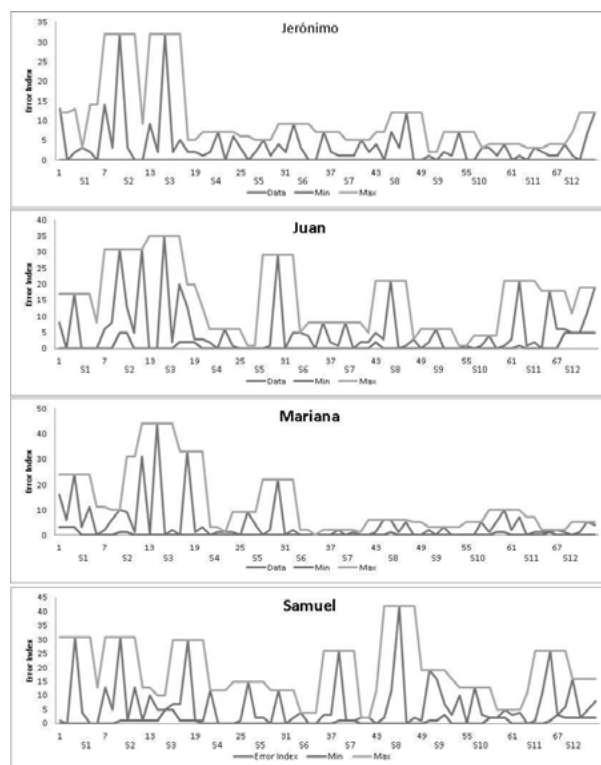 Jerónimo
Error Index
35
30
25
20
15
10
5
0
1 7 13 19 25 31 37 43 49 55 61 67
S1 S2 S3 S4 S5 S6 S7 S8 S9 S10 S11 S12
Data Min Max
Juan
Error Index
40
35
30
25
20
15
10
5
0
1 7 13 19 25 31 37 43 49 55 61 67
S1 S2 S3 S4 S5 S6 S7 S8 S9 S10 S11 S12
Data Min Max
Mariana
Error Index
50
40
30
20
10
0
1 7 13 19 25 31 37 43 49 55 61 67
S1 S2 S3 S4 S5 S6 S7 S8 S9 S10 S11 S12
Data Min Max
Samuel
Error Index
45
40
35
30
25
20
15
10
5
0
1 7 13 19 25 31 37 43 49 55 61 67
S1 S2 S3 S4 S5 S6 S7 S8 S9 S10 S11 S12
Error Index Min Max